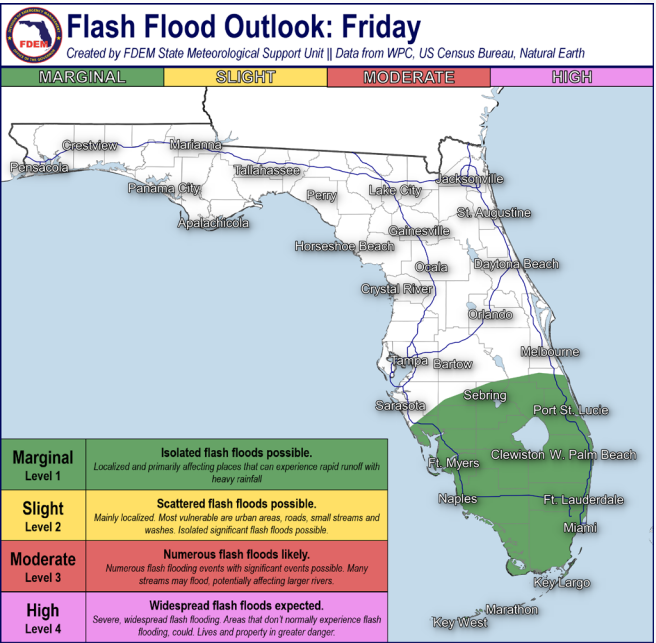 Flash Flood Outlook: Friday
Created by FDEM State Meteorological Support Unit || Data from WPC, US Census Bureau, Natural Earth
FDEM
MARGINAL SLIGHT MODERATE HIGH
Crestview
Marianna
Pensacola
Tallahassee
Jacksonville
Panama City
Perry
Lake City
Apalachicola
St. Augustine
Gainesville
Horseshoe Beach
Ocala
Daytona Beach
Crystal River
Orlando
Melbourne
Tampa
Bartow
Sebring
Sarasota
Port St. Lucie
Clewiston
W. Palm Beach
Ft. Myers
Naples
Ft. Lauderdale
Miami
Key Largo
Marathon
Key West
Marginal
Level 1
Isolated flash floods possible.
Localized and primarily affecting places that can experience rapid runoff with
heavy rainfall
Slight
Level 2
Scattered flash floods possible.
Mainly localized. Most vulnerable are urban areas, roads, small streams and
washes. Isolated significant flash floods possible.
Moderate
Level 3
Numerous flash floods likely.
Numerous flash flooding events with significant events possible. Many
streams may flood, potentially affecting larger rivers.
High
Level 4
Widespread flash floods expected.
Severe, widespread flash flooding. Areas that don't normally experience flash
flooding, could. Lives and property in greater danger.